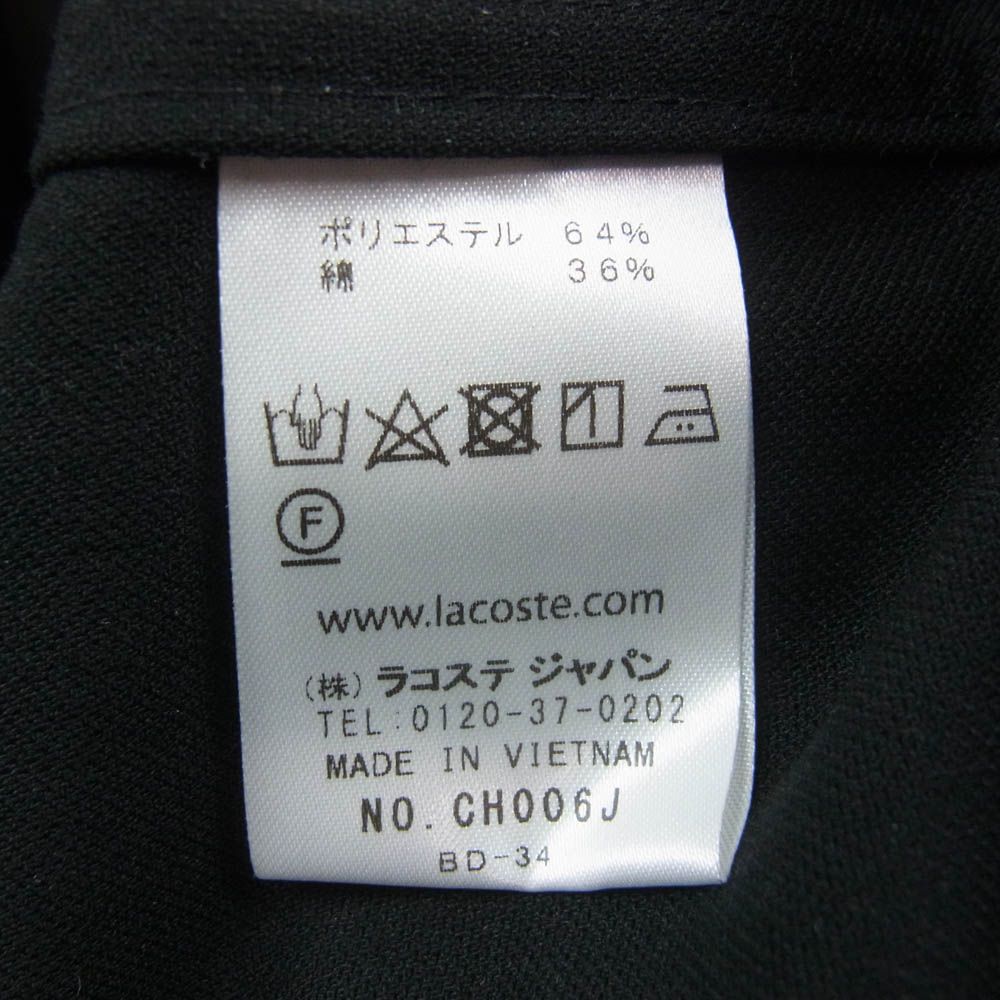 ポリエステル 64%
綿 36%
F
www.lacoste.com
(株) ラコステ ジャパン
TEL:0120-37-0202
MADE IN VIETNAM
NO. CH006J
BD-34